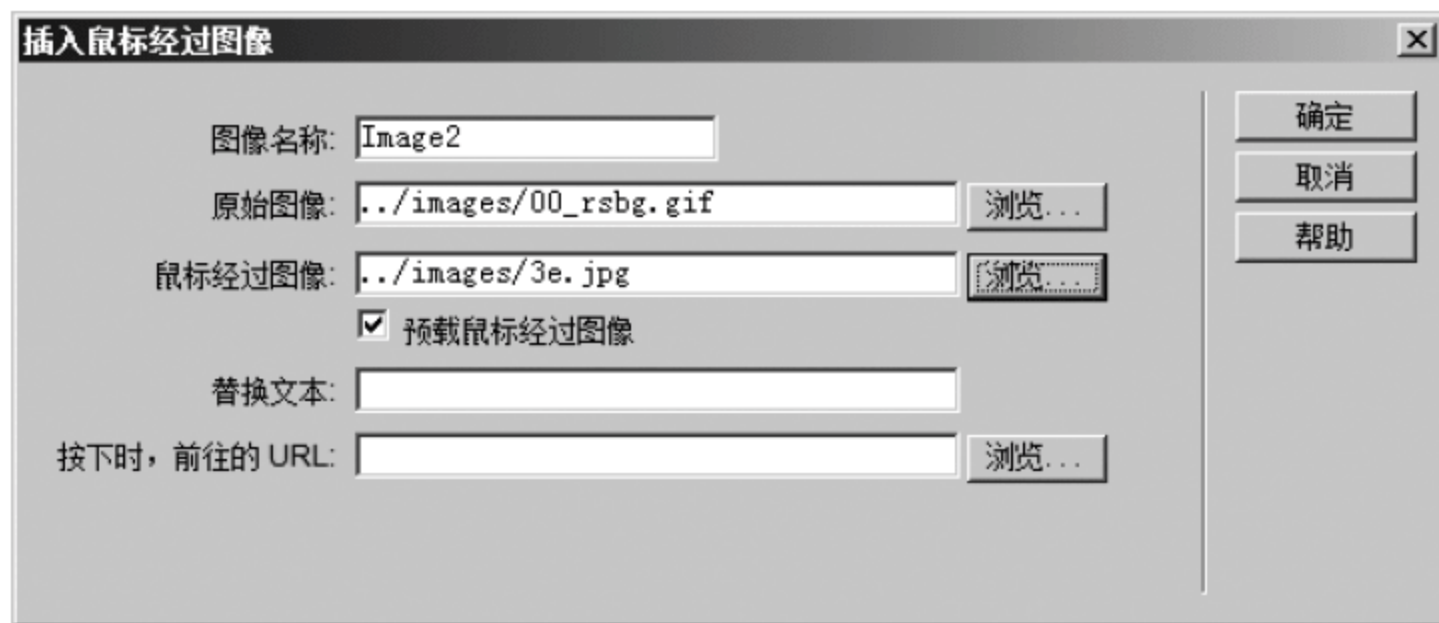 插入鼠标经过图像
图像名称: Image2
确定
原始图像: ../images/00_rsbg.gif 浏览...
取消
鼠标经过图像: ../images/3e.jpg 浏览...
帮助
预载鼠标经过图像
替换文本:
按下时，前往的 URL: 浏览...